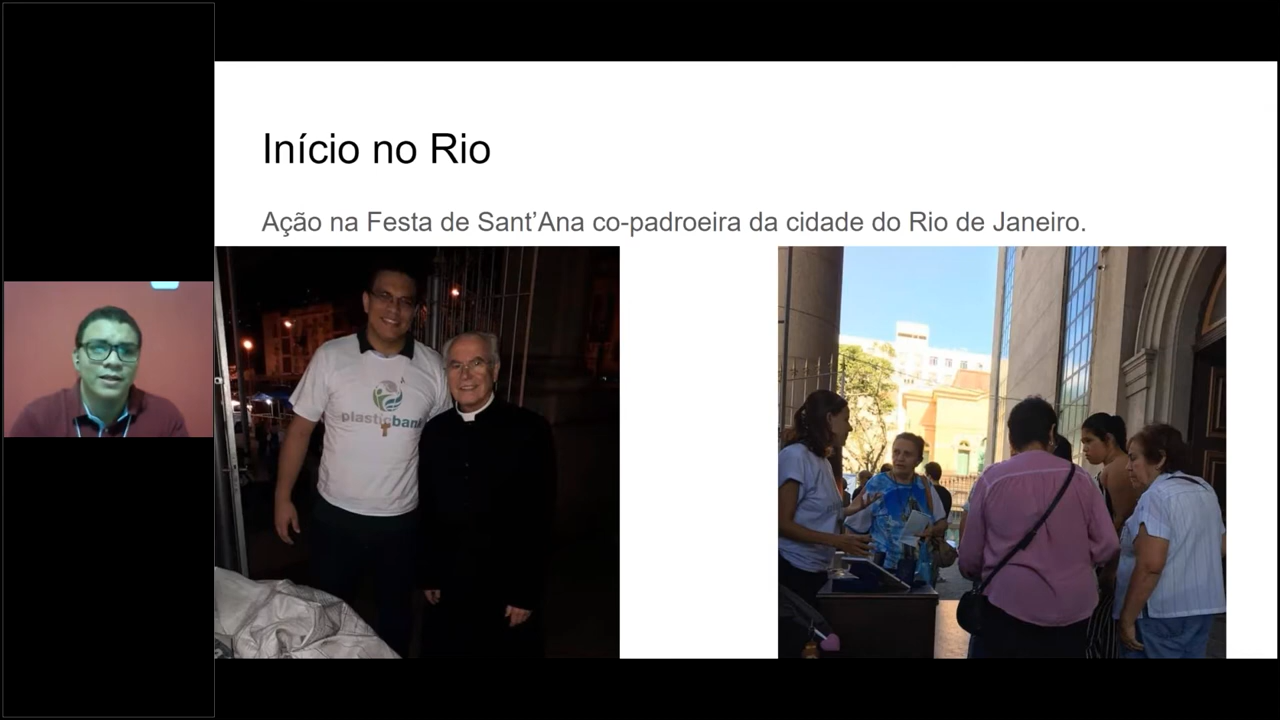 Início no Rio
Ação na Festa de Sant’Ana co-padroeira da cidade do Rio de Janeiro.
plasticbank